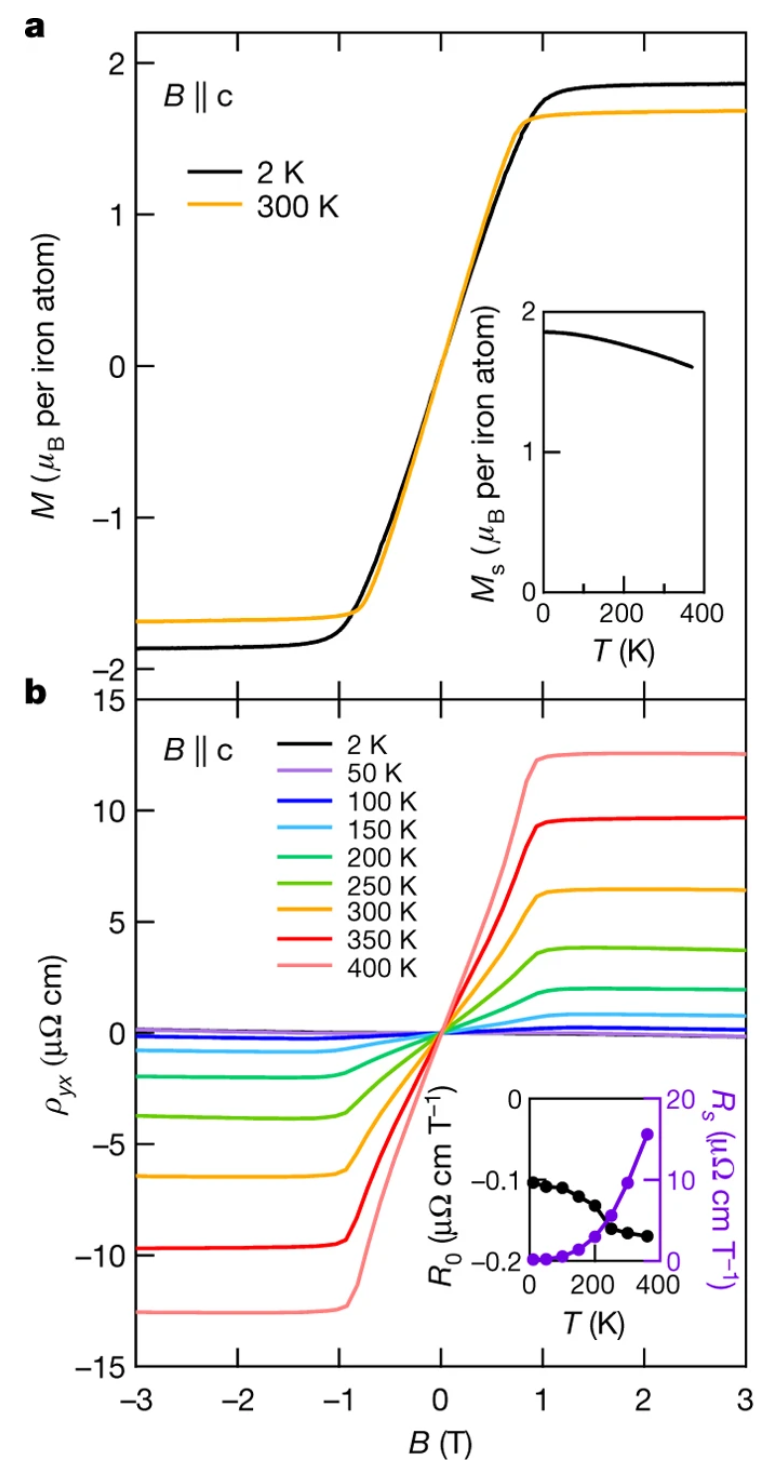 a
B ∥ c
2 K
300 K
M (μB per iron atom)
2
1
0
−1
−2
Ms (μB per iron atom)
2
1
0
0 200 400
T (K)
b
B ∥ c
2 K
50 K
100 K
150 K
200 K
250 K
300 K
350 K
400 K
ρyx (μΩ cm)
15
10
5
0
−5
−10
−15
R0 (μΩ cm T−1)
0
−0.1
−0.2
Rs (μΩ cm T−1)
20
10
0
0 200 400
T (K)
−3 −2 −1 0 1 2 3
B (T)